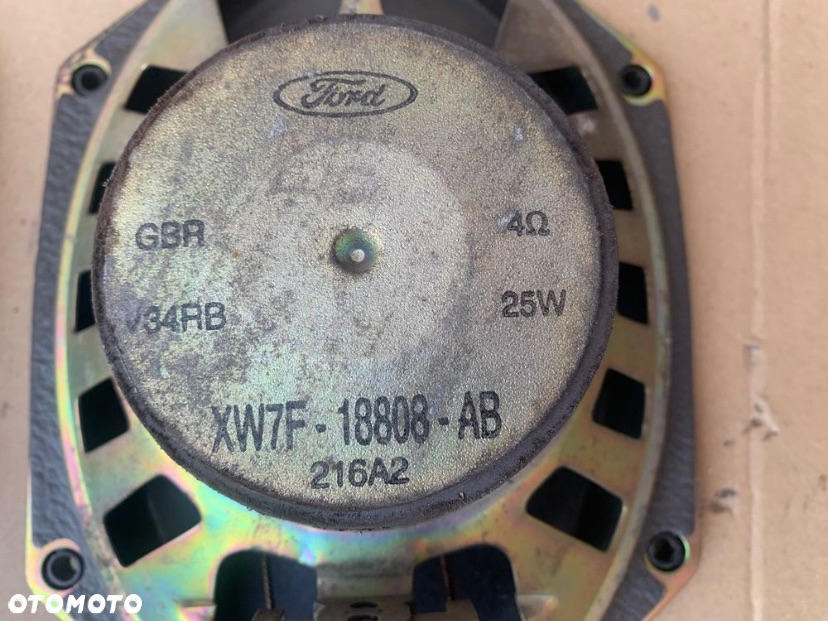 Ford
GBR 4Ω
V34RB 25W
XW7F-18808-AB
216A2
OTOMOTO